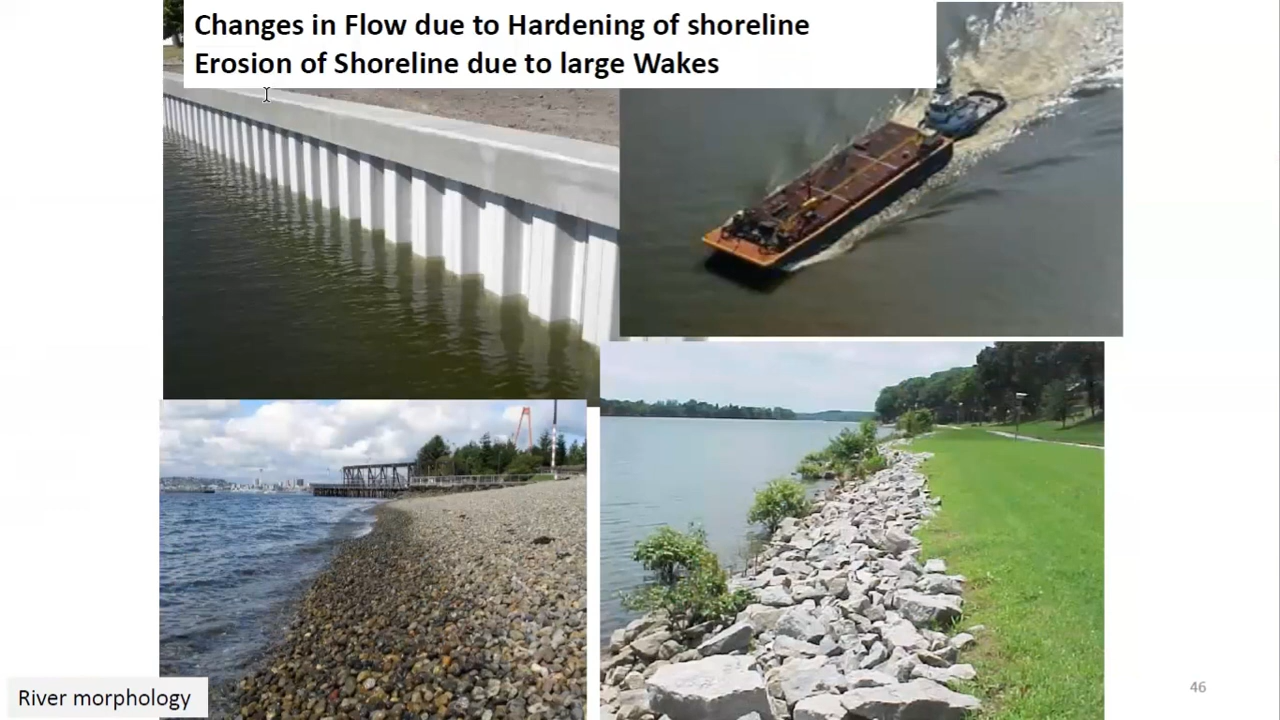 Changes in Flow due to Hardening of shoreline
Erosion of Shoreline due to large Wakes
River morphology
46